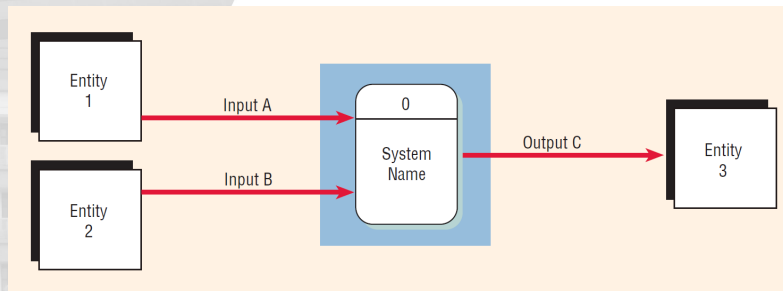 Entity
1
Input A
0
System
Name
Output C
Entity
3
Input B
Entity
2